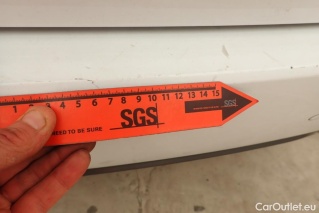 1 2 3 4 5 6 7 8 9 10 11 12 13 14 15
SGS
SGS
NEED TO BE SURE
CarOutlet.eu